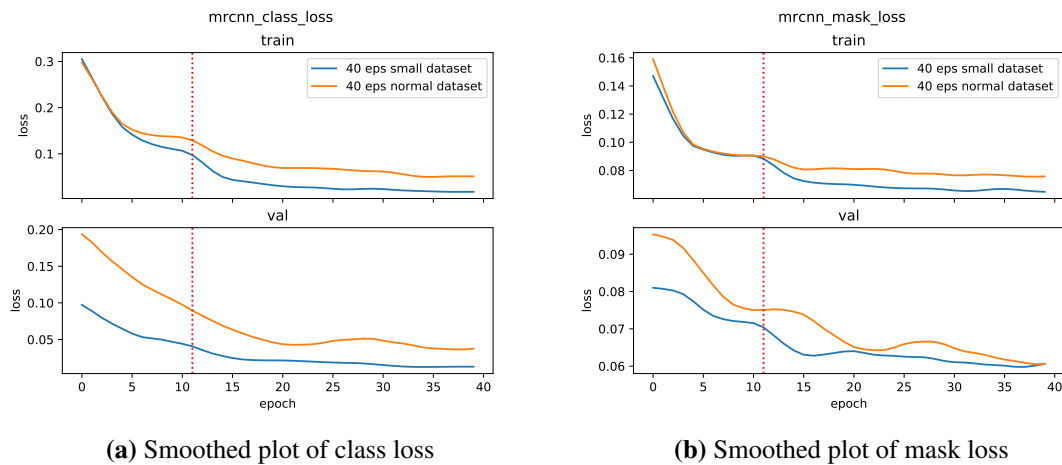 mrcnn_class_loss
train
0.3
0.2
0.1
loss
40 eps small dataset
40 eps normal dataset
val
0.20
0.15
0.10
0.05
loss
0 5 10 15 20 25 30 35 40
epoch
(a) Smoothed plot of class loss
mrcnn_mask_loss
train
0.16
0.14
0.12
0.10
0.08
loss
40 eps small dataset
40 eps normal dataset
val
0.09
0.08
0.07
0.06
loss
0 5 10 15 20 25 30 35 40
epoch
(b) Smoothed plot of mask loss